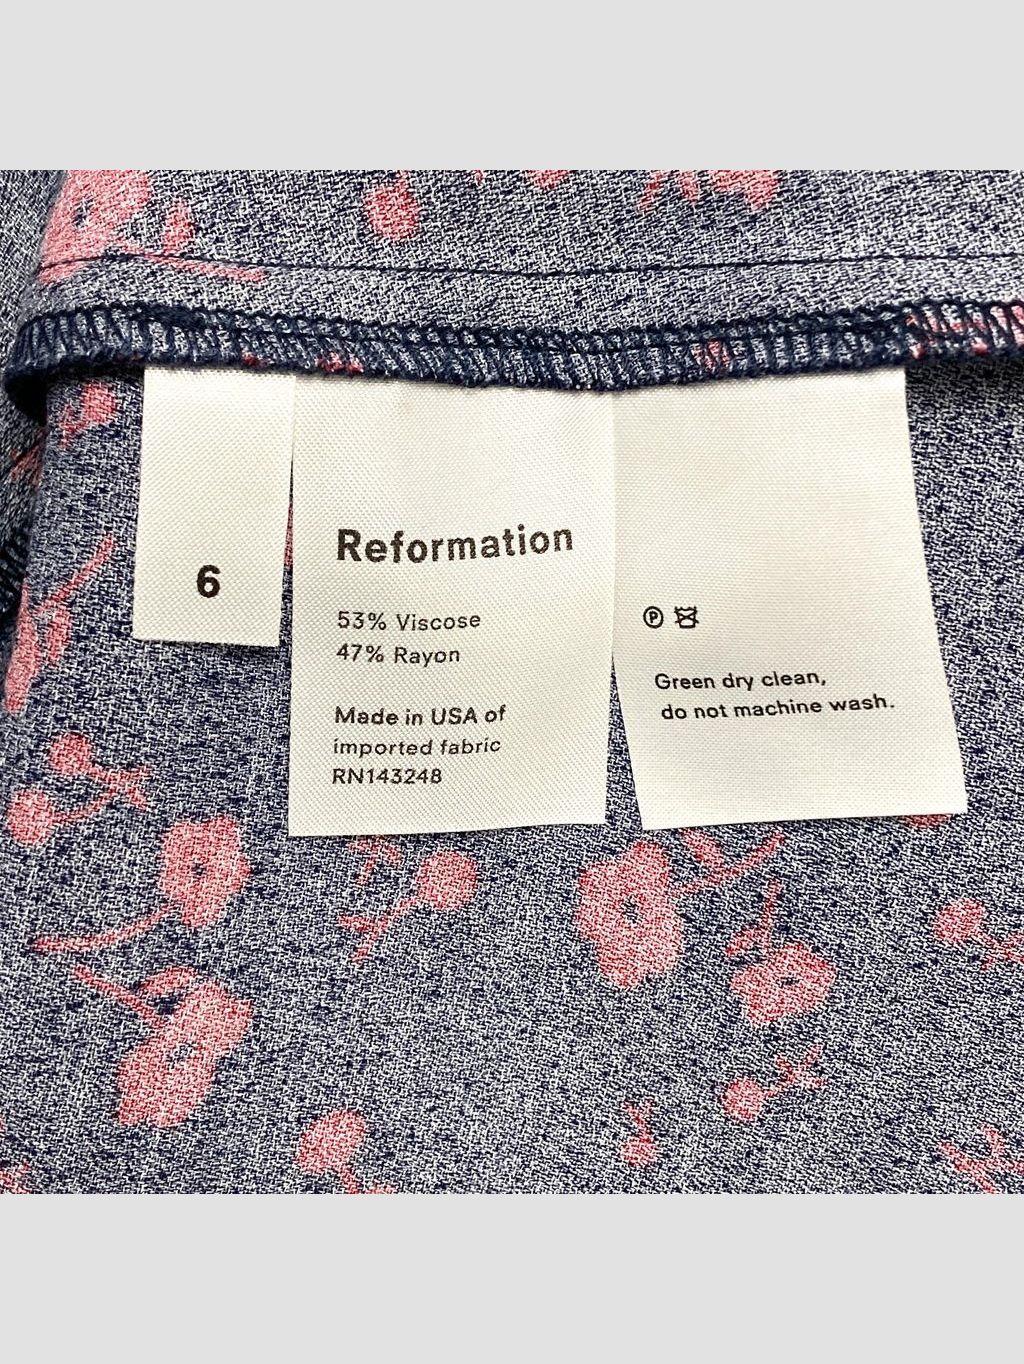 6
Reformation
53% Viscose
47% Rayon
Made in USA of
imported fabric
RN143248
P
Green dry clean,
do not machine wash.